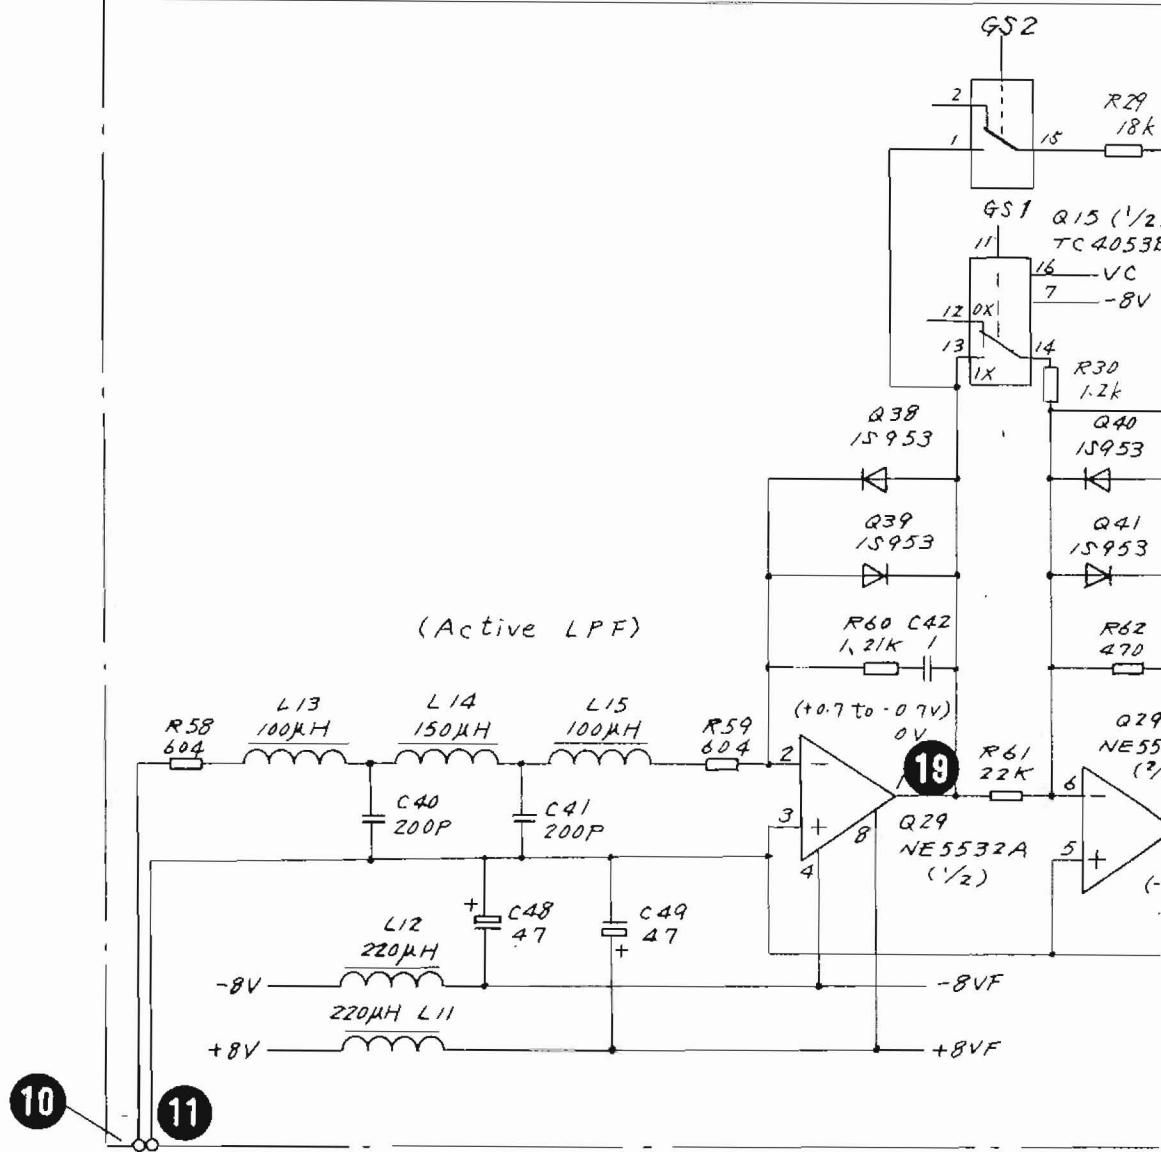 GS2
2
R29
18K
1
15
GS1
Q15 (1/2
TC4053B
11
16
VC
7
-8V
12
0X
13
14
1X
R30
1.2K
Q38
1S953
Q40
1S953
Q39
1S953
Q41
1S953
(Active LPF)
R60 C42
1.21K 1
R62
470
L13
100μH
L14
150μH
L15
100μH
R58
604
R59
604
(+0.7 to -0.7V)
0V
19
Q29
NE55
(2/
2
−
R61
22K
6
−
C40
200P
C41
200P
3
+
8
Q29
NE5532A
(1/2)
5
+
4
(-
+
C48
47
C49
47
+
L12
220μH
-8V
-8VF
220μH L11
+8V
+8VF
10
11